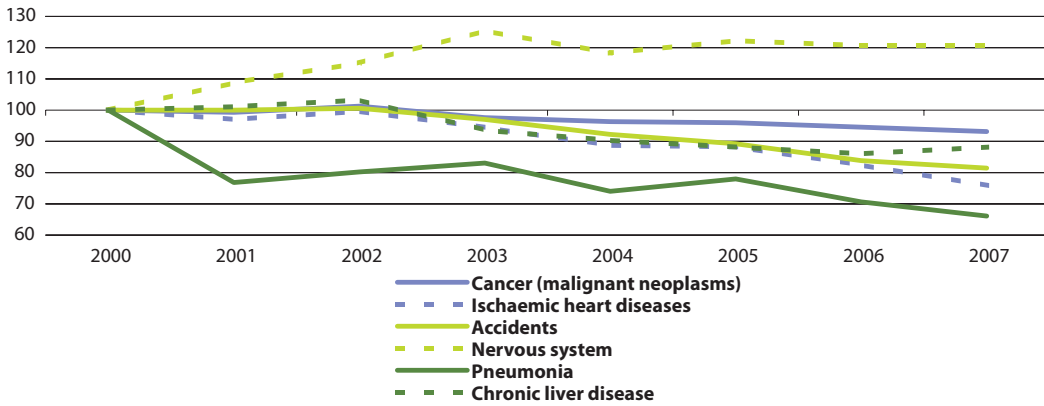 130
120
110
100
90
80
70
60
2000 2001 2002 2003 2004 2005 2006 2007
Cancer (malignant neoplasms)
Ischaemic heart diseases
Accidents
Nervous system
Pneumonia
Chronic liver disease